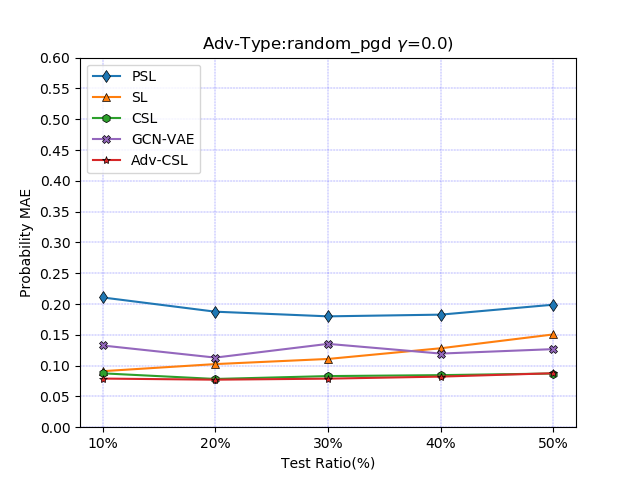 Adv-Type:random_pgd γ=0.0)
Probability MAE
0.60
0.55
0.50
0.45
0.40
0.35
0.30
0.25
0.20
0.15
0.10
0.05
0.00
PSL
SL
CSL
GCN-VAE
Adv-CSL
10% 20% 30% 40% 50%
Test Ratio(%)